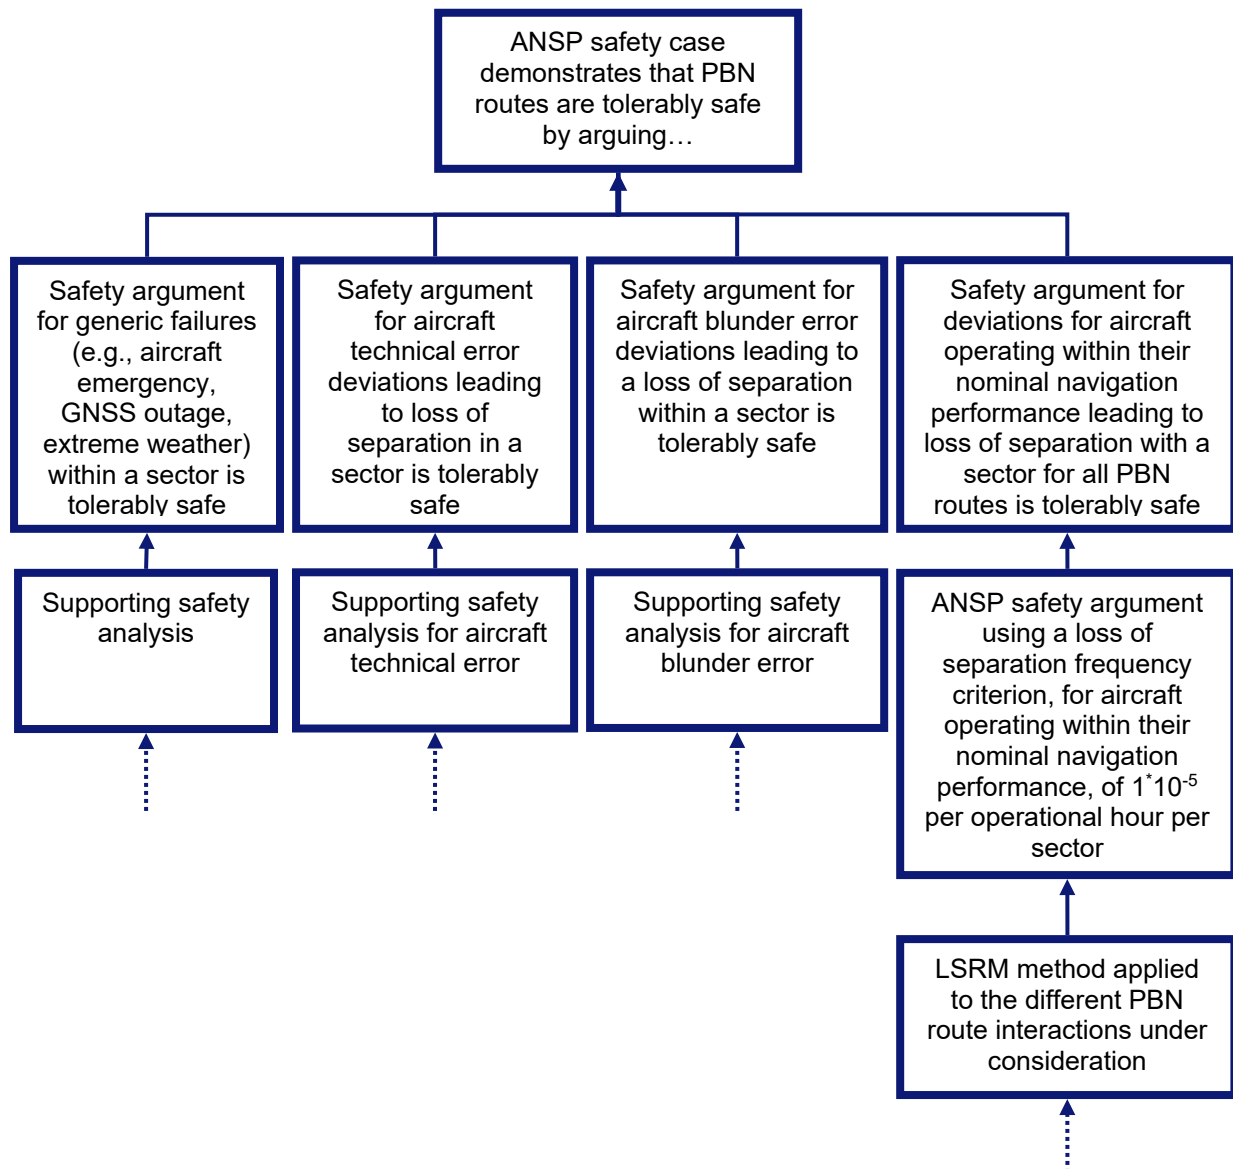 ANSP safety case
demonstrates that PBN
routes are tolerably safe
by arguing…
Safety argument
for generic failures
(e.g., aircraft
emergency,
GNSS outage,
extreme weather)
within a sector is
tolerably safe
Safety argument
for aircraft
technical error
deviations leading
to loss of
separation in a
sector is tolerably
safe
Safety argument for
aircraft blunder error
deviations leading to
a loss of separation
within a sector is
tolerably safe
Safety argument for
deviations for aircraft
operating within their
nominal navigation
performance leading to
loss of separation with a
sector for all PBN
routes is tolerably safe
Supporting safety
analysis
Supporting safety
analysis for aircraft
technical error
Supporting safety
analysis for aircraft
blunder error
ANSP safety argument
using a loss of
separation frequency
criterion, for aircraft
operating within their
nominal navigation
performance, of 1*10⁻⁵
per operational hour per
sector
LSRM method applied
to the different PBN
route interactions under
consideration